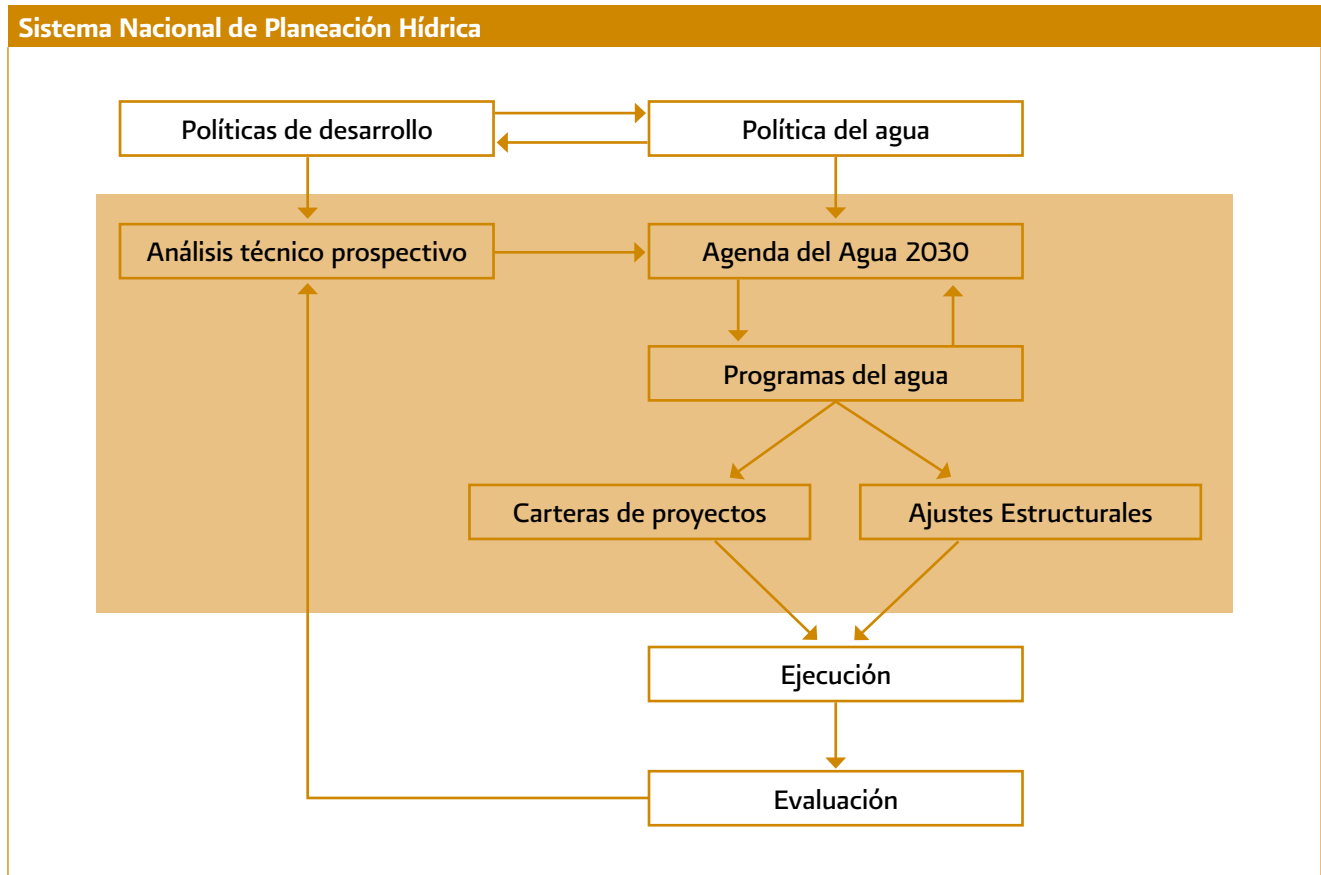 Sistema Nacional de Planeación Hídrica
Políticas de desarrollo
Política del agua
Análisis técnico prospectivo
Agenda del Agua 2030
Programas del agua
Carteras de proyectos
Ajustes Estructurales
Ejecución
Evaluación